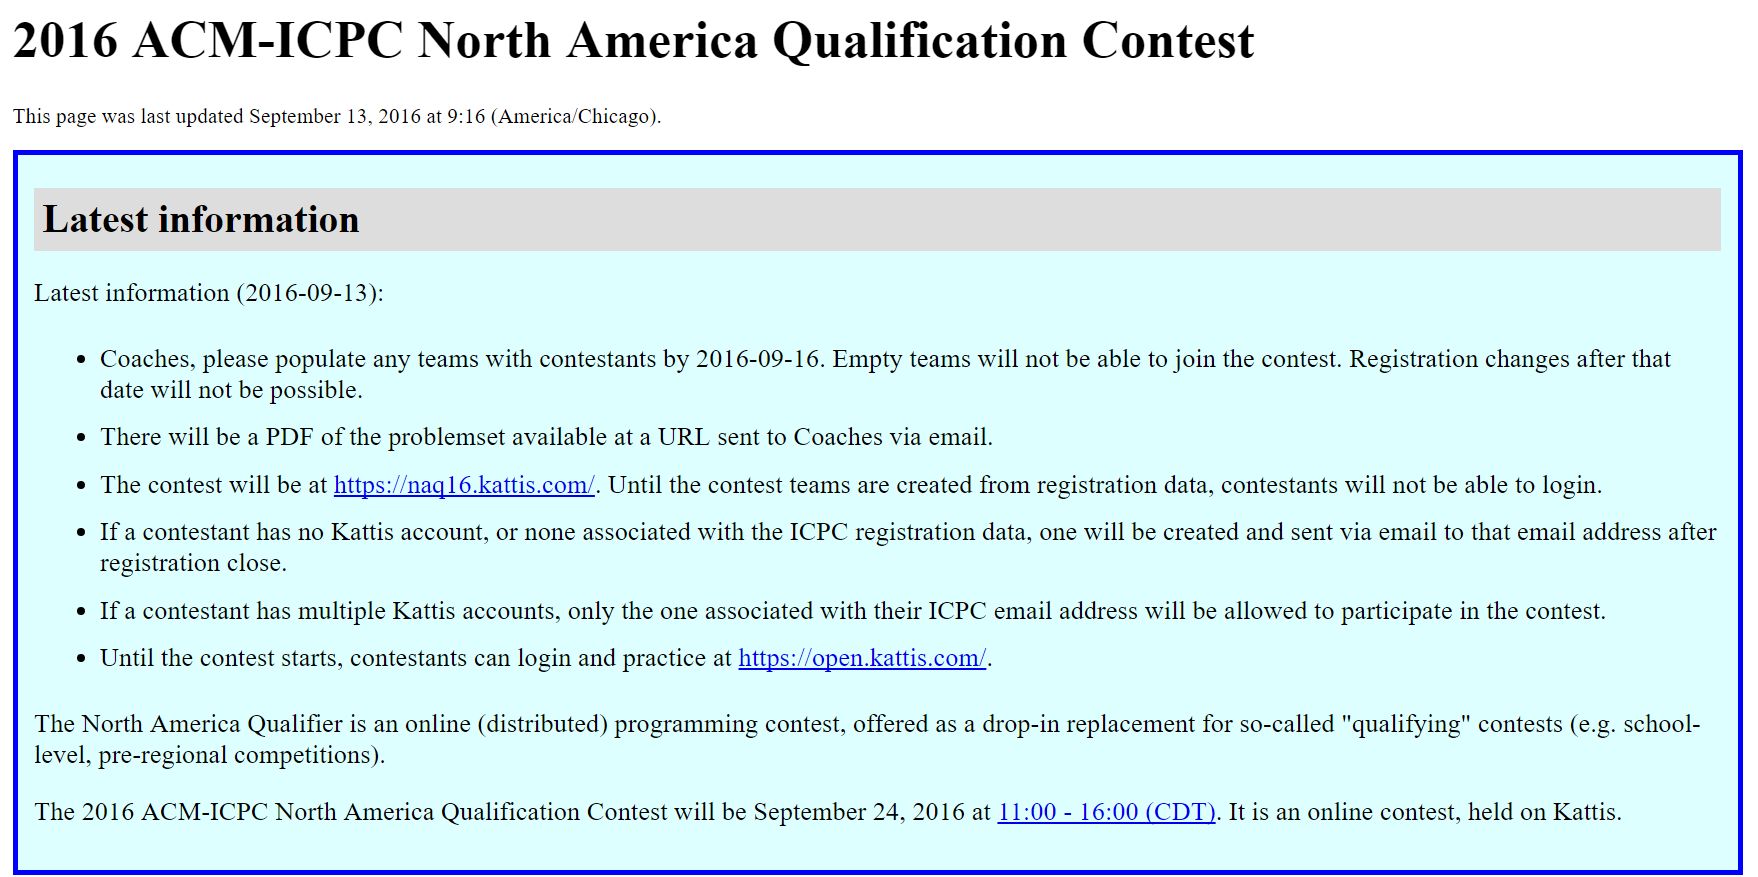 2016 ACM-ICPC North America Qualification Contest
This page was last updated September 13, 2016 at 9:16 (America/Chicago).
Latest information
Latest information (2016-09-13):
• Coaches, please populate any teams with contestants by 2016-09-16. Empty teams will not be able to join the contest. Registration changes after that
date will not be possible.
• There will be a PDF of the problemset available at a URL sent to Coaches via email.
• The contest will be at https://naq16.kattis.com/. Until the contest teams are created from registration data, contestants will not be able to login.
• If a contestant has no Kattis account, or none associated with the ICPC registration data, one will be created and sent via email to that email address after
registration close.
• If a contestant has multiple Kattis accounts, only the one associated with their ICPC email address will be allowed to participate in the contest.
• Until the contest starts, contestants can login and practice at https://open.kattis.com/.
The North America Qualifier is an online (distributed) programming contest, offered as a drop-in replacement for so-called "qualifying" contests (e.g. school-
level, pre-regional competitions).
The 2016 ACM-ICPC North America Qualification Contest will be September 24, 2016 at 11:00 - 16:00 (CDT). It is an online contest, held on Kattis.